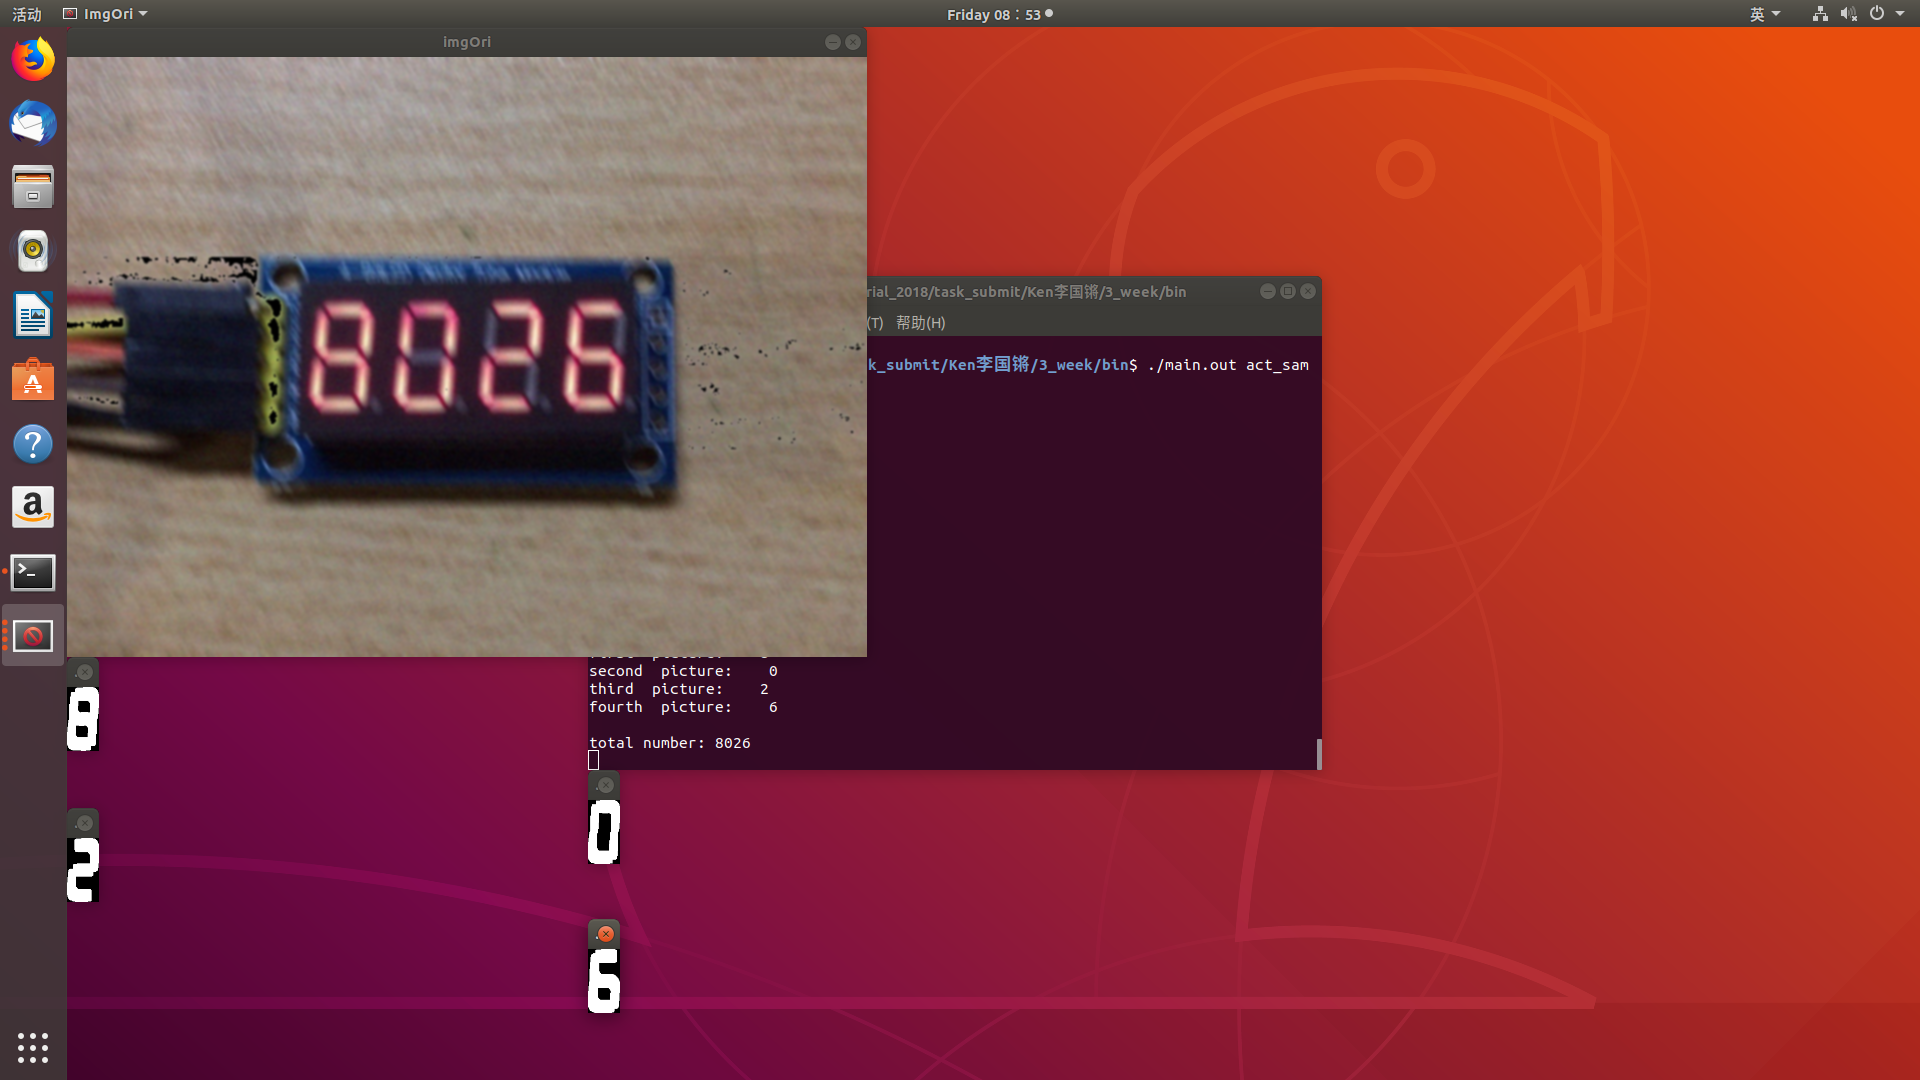 活动 ImgOri Friday 08：53 英
imgOri
8026
rial_2018/task_submit/Ken李国锵/3_week/bin
(T) 帮助(H)
k_submit/Ken李国锵/3_week/bin$ ./main.out act_sam
second picture: 0
third picture: 2
fourth picture: 6
total number: 8026
8
0
2
6